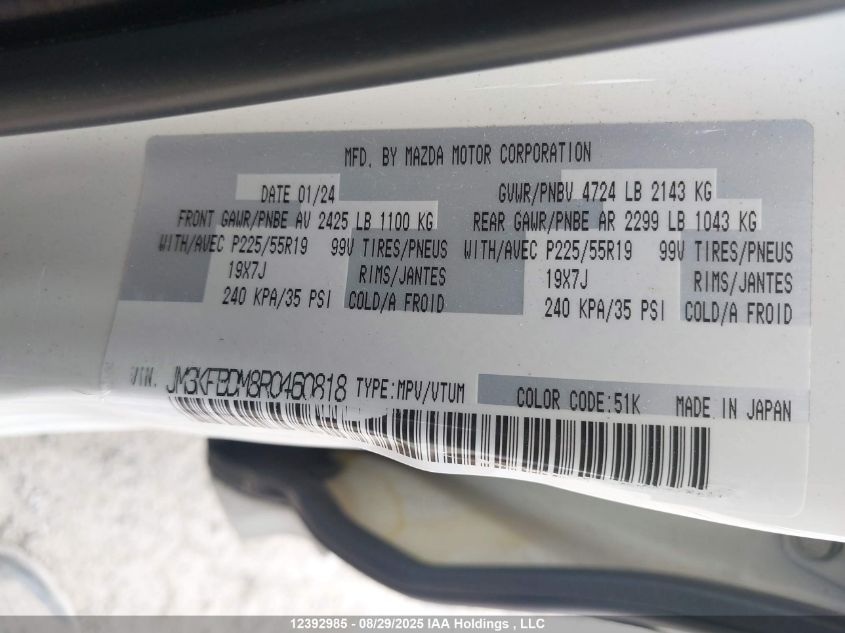 MFD. BY MAZDA MOTOR CORPORATION
DATE 01/24 GVWR/PNBV 4724 LB 2143 KG
FRONT GAWR/PNBE AV 2425 LB 1100 KG REAR GAWR/PNBE AR 2299 LB 1043 KG
WITH/AVEC P225/55R19 99V TIRES/PNEUS WITH/AVEC P225/55R19 99V TIRES/PNEUS
19X7J RIMS/JANTES 19X7J RIMS/JANTES
240 KPA/35 PSI COLD/A FROID 240 KPA/35 PSI COLD/A FROID
VIN. JM3KFBDM8R0460818 TYPE:MPV/VTUM COLOR CODE:51K MADE IN JAPAN
12392985 - 08/29/2025 IAA Holdings, LLC